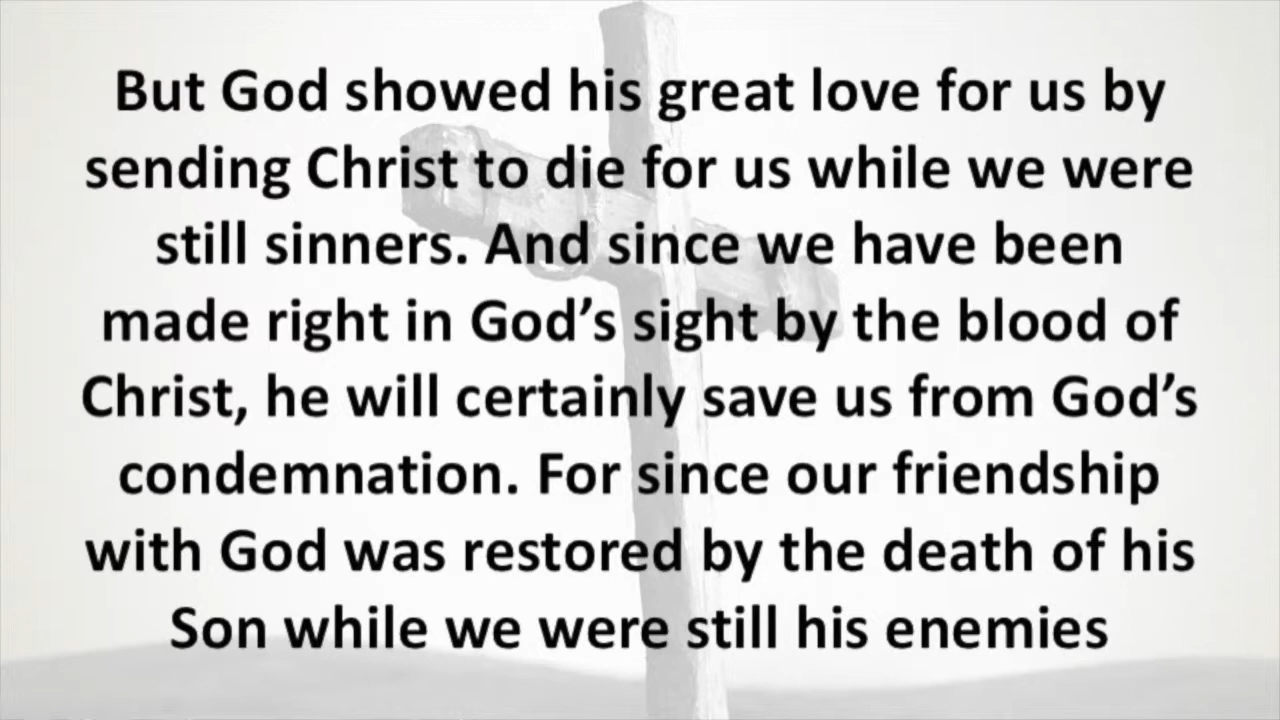 But God showed his great love for us by
sending Christ to die for us while we were
still sinners. And since we have been
made right in God’s sight by the blood of
Christ, he will certainly save us from God’s
condemnation. For since our friendship
with God was restored by the death of his
Son while we were still his enemies